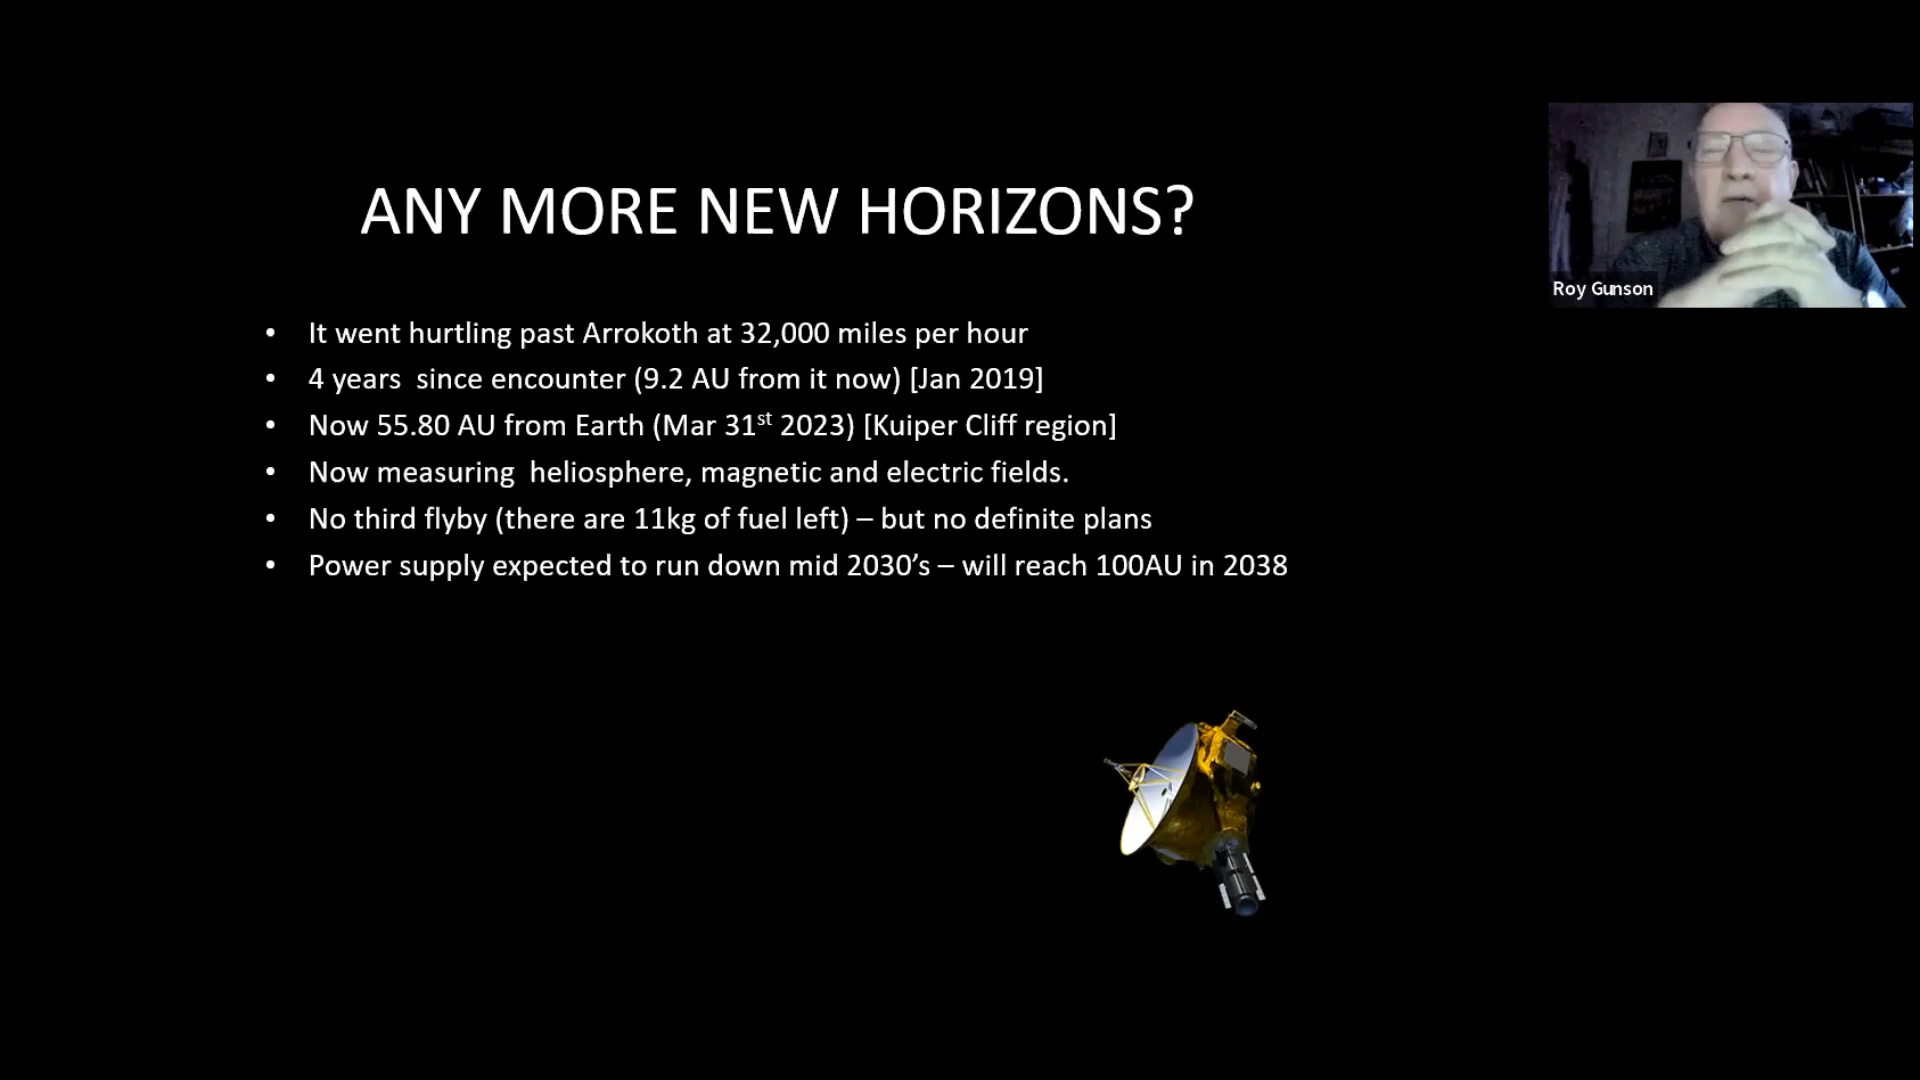 ANY MORE NEW HORIZONS?
Roy Gunson
• It went hurtling past Arrokoth at 32,000 miles per hour
• 4 years  since encounter (9.2 AU from it now) [Jan 2019]
• Now 55.80 AU from Earth (Mar 31st 2023) [Kuiper Cliff region]
• Now measuring  heliosphere, magnetic and electric fields.
• No third flyby (there are 11kg of fuel left) – but no definite plans
• Power supply expected to run down mid 2030’s – will reach 100AU in 2038